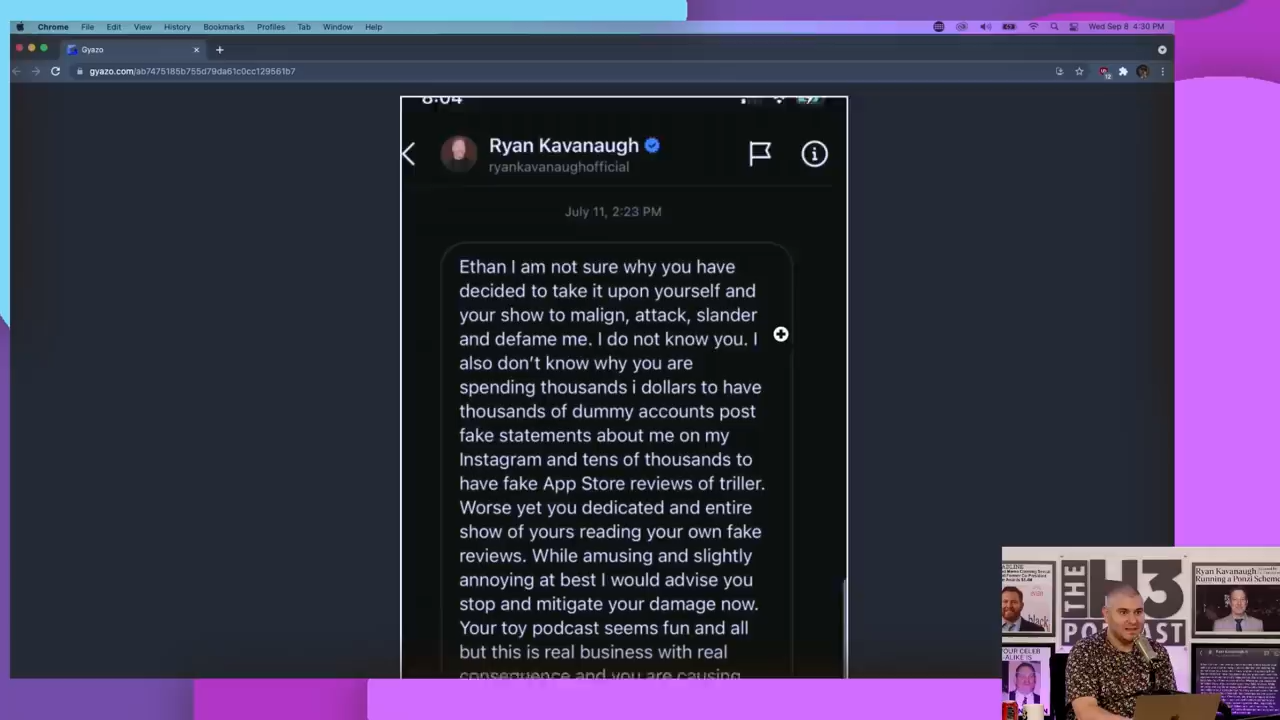 Chrome File Edit View History Bookmarks Profiles Tab Window Help
Wed Sep 8 4:30 PM
Gyazo
gyazo.com/ab7475185b755d79da61c0cc129561b7
8:04
Ryan Kavanaugh
ryankavanaughofficial
July 11, 2:23 PM
Ethan I am not sure why you have
decided to take it upon yourself and
your show to malign, attack, slander
and defame me. I do not know you. I
also don’t know why you are
spending thousands i dollars to have
thousands of dummy accounts post
fake statements about me on my
Instagram and tens of thousands to
have fake App Store reviews of triller.
Worse yet you dedicated and entire
show of yours reading your own fake
reviews. While amusing and slightly
annoying at best I would advise you
stop and mitigate your damage now.
Your toy podcast seems fun and all
but this is real business with real
THE H3
PODCAST
Ryan Kavanaugh
Running a Ponzi Scheme
YOUR CELEB